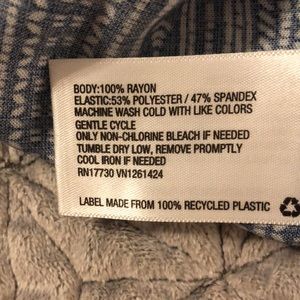 BODY:100% RAYON
ELASTIC:53% POLYESTER / 47% SPANDEX
MACHINE WASH COLD WITH LIKE COLORS
GENTLE CYCLE
ONLY NON-CHLORINE BLEACH IF NEEDED
TUMBLE DRY LOW, REMOVE PROMPTLY
COOL IRON IF NEEDED
RN17730 VN1261424
LABEL MADE FROM 100% RECYCLED PLASTIC